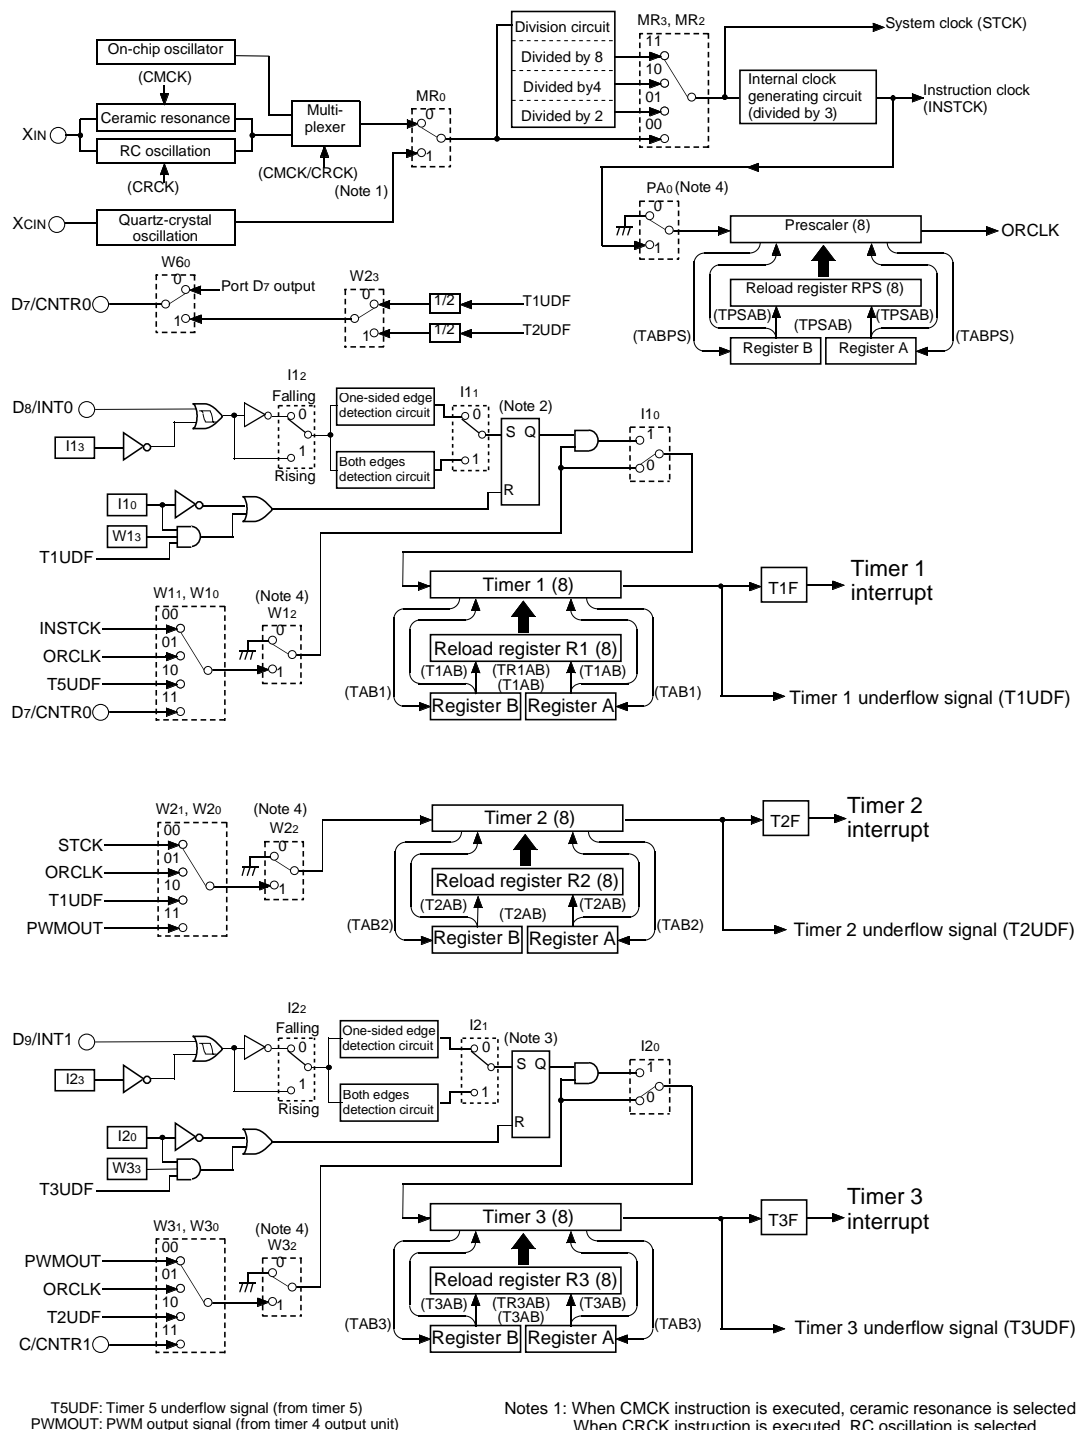 On-chip oscillator
(CMCK)
Ceramic resonance
XIN
RC oscillation
(CRCK)
Multi-
plexer
(CMCK/CRCK)
(Note 1)
XCIN
Quartz-crystal
oscillation
MR0
0
1
Division circuit
Divided by 8
Divided by4
Divided by 2
MR3, MR2
11
10
01
00
System clock (STCK)
Internal clock
generating circuit
(divided by 3)
Instruction clock
(INSTCK)
PA0 (Note 4)
0
1
Prescaler (8)
ORCLK
Reload register RPS (8)
(TPSAB)
(TPSAB)
(TPSAB)
(TABPS)
Register B
Register A
(TABPS)
W60
0
1
D7/CNTR0
Port D7 output
W23
0
1
1/2
T1UDF
1/2
T2UDF
D8/INT0
I13
I12
Falling
0
1
Rising
One-sided edge
detection circuit
Both edges
detection circuit
I11
0
1
(Note 2)
S Q
R
I10
1
0
I10
W13
T1UDF
W11, W10
00
01
10
11
INSTCK
ORCLK
T5UDF
D7/CNTR0
(Note 4)
W12
0
1
Timer 1 (8)
T1F
Timer 1
interrupt
Reload register R1 (8)
(T1AB)
(TR1AB)
(T1AB)
(T1AB)
(TAB1)
Register B
Register A
(TAB1)
Timer 1 underflow signal (T1UDF)
W21, W20
00
01
10
11
STCK
ORCLK
T1UDF
PWMOUT
(Note 4)
W22
0
1
Timer 2 (8)
T2F
Timer 2
interrupt
Reload register R2 (8)
(T2AB)
(T2AB)
(T2AB)
(TAB2)
Register B
Register A
(TAB2)
Timer 2 underflow signal (T2UDF)
D9/INT1
I23
I22
Falling
0
1
Rising
One-sided edge
detection circuit
Both edges
detection circuit
I21
0
1
(Note 3)
S Q
R
I20
1
0
I20
W33
T3UDF
W31, W30
00
01
10
11
PWMOUT
ORCLK
T2UDF
C/CNTR1
(Note 4)
W32
0
1
Timer 3 (8)
T3F
Timer 3
interrupt
Reload register R3 (8)
(T3AB)
(TR3AB)
(T3AB)
(T3AB)
(TAB3)
Register B
Register A
(TAB3)
Timer 3 underflow signal (T3UDF)
T5UDF: Timer 5 underflow signal (from timer 5)
PWMOUT: PWM output signal (from timer 4 output unit)
Notes 1: When CMCK instruction is executed, ceramic resonance is selected
When CRCK instruction is executed, RC oscillation is selected